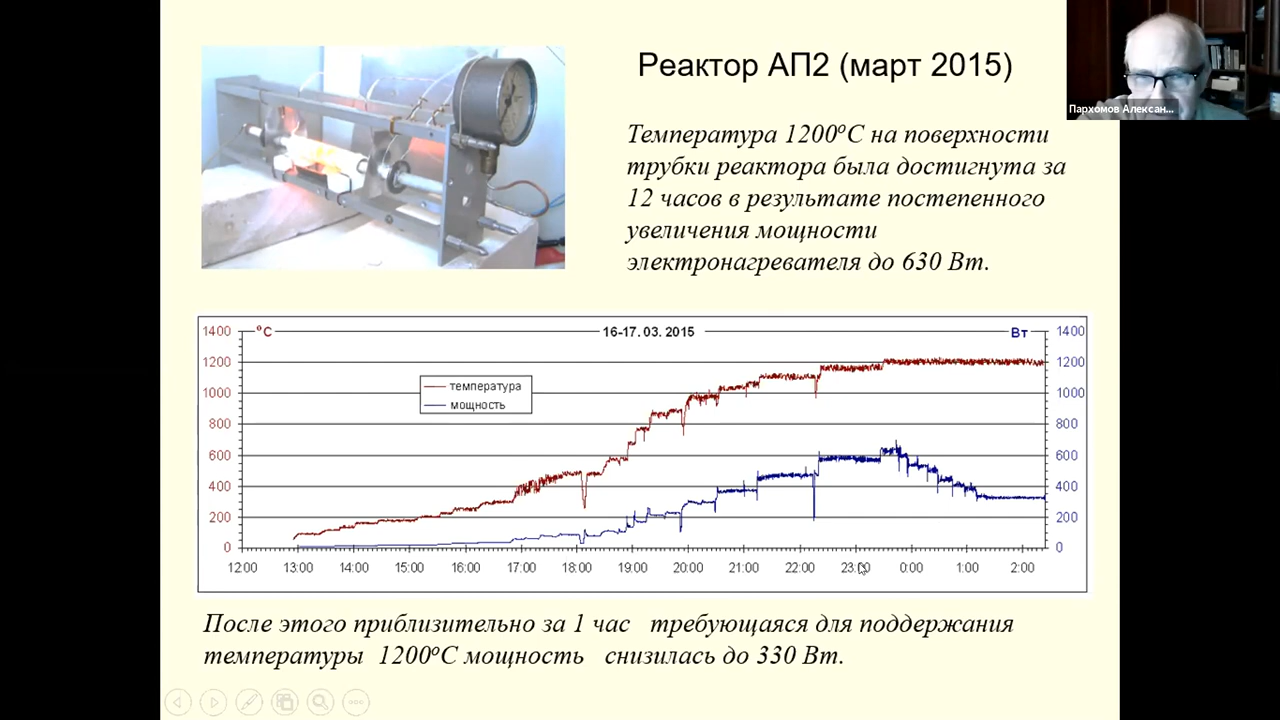 Реактор АП2 (март 2015)
Пархомов Алексан...
Температура 1200°С на поверхности
трубки реактора была достигнута за
12 часов в результате постепенного
увеличения мощности
электронагревателя до 630 Вт.
1400 °C 16-17. 03. 2015 Вт 1400
1200 1200
1000 1000
800 800
600 600
400 400
200 200
0 0
температура
мощность
12:00 13:00 14:00 15:00 16:00 17:00 18:00 19:00 20:00 21:00 22:00 23:00 0:00 1:00 2:00
После этого приблизительно за 1 час требующаяся для поддержания
температуры 1200°С мощность снизилась до 330 Вт.